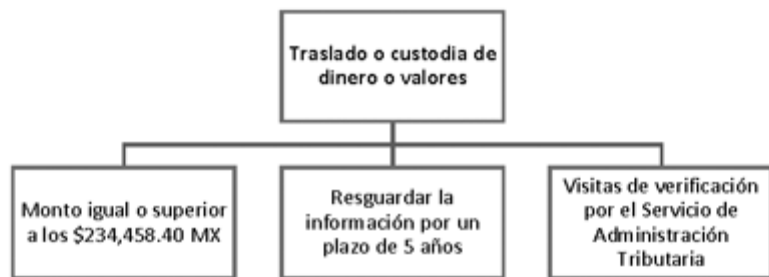 Traslado o custodia de
dinero o valores
Monto igual o superior
a los $234,458.40 MX
Resguardar la
información por un
plazo de 5 años
Visitas de verificación
por el Servicio de
Administración
Tributaria